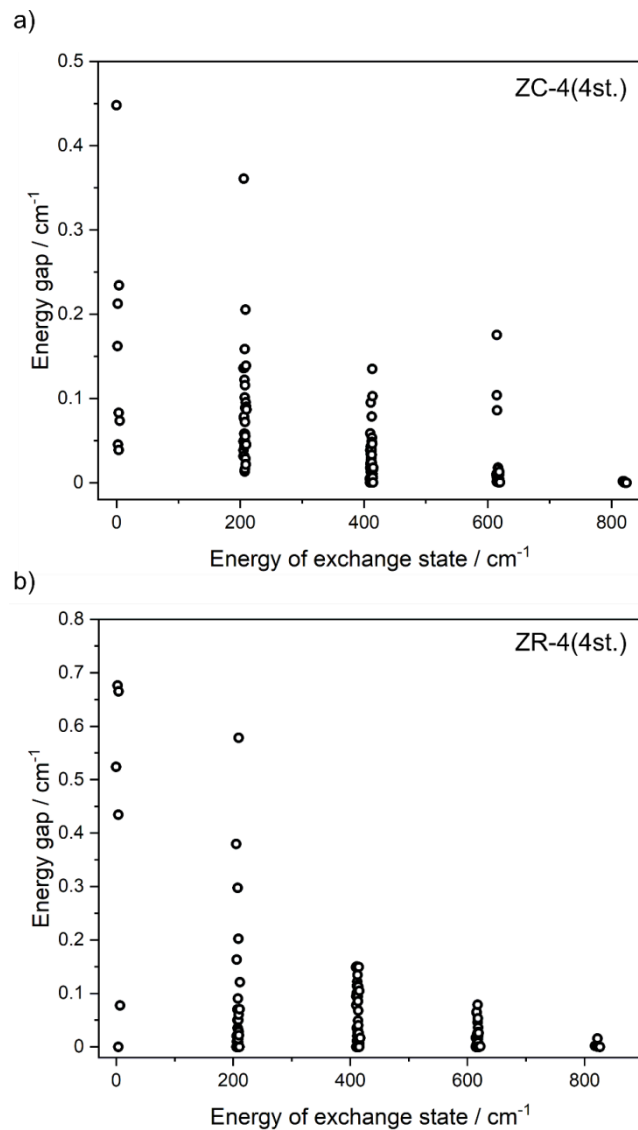 a)
ZC-4(4st.)
0.5
0.4
0.3
0.2
0.1
0
Energy gap / cm-1
0 200 400 600 800
Energy of exchange state / cm-1
b)
ZR-4(4st.)
0.8
0.7
0.6
0.5
0.4
0.3
0.2
0.1
0
Energy gap / cm-1
0 200 400 600 800
Energy of exchange state / cm-1